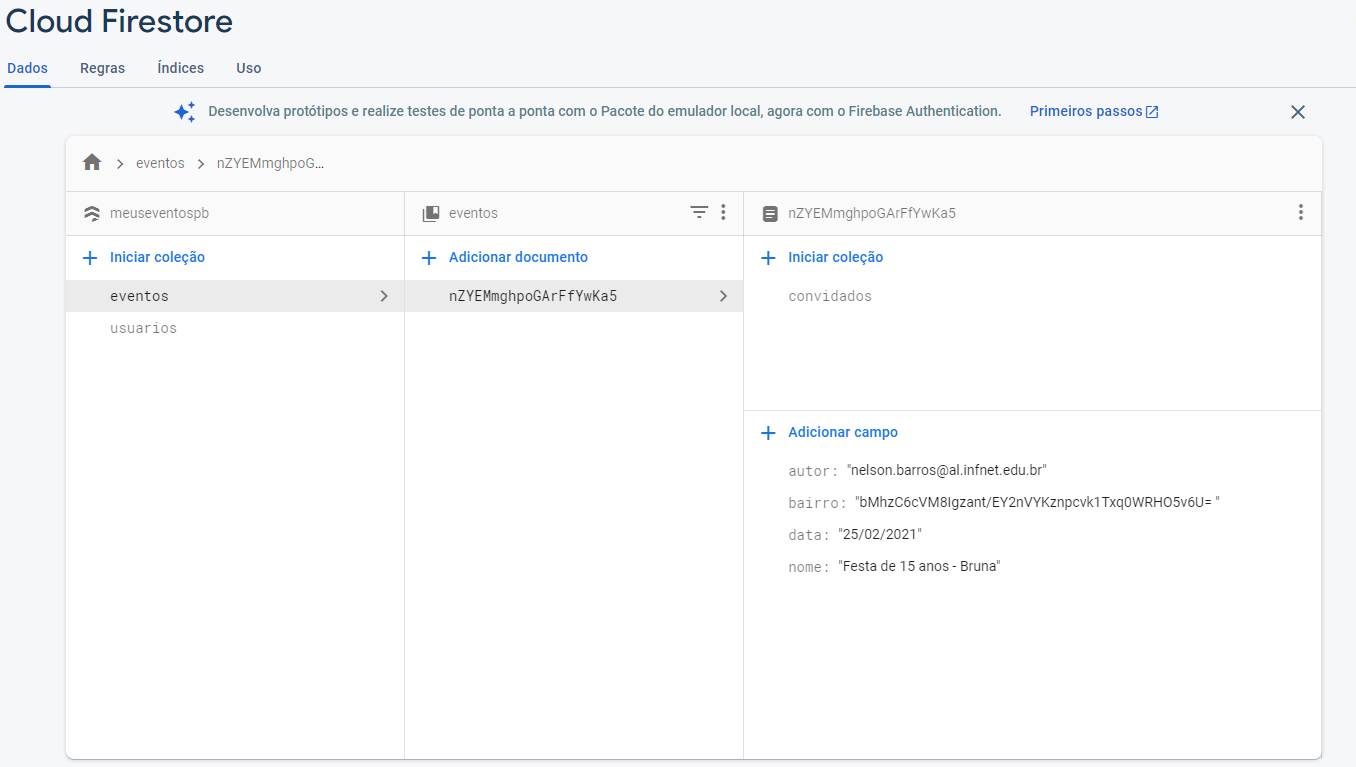 Cloud Firestore
Dados Regras Índices Uso
Desenvolva protótipos e realize testes de ponta a ponta com o Pacote do emulador local, agora com o Firebase Authentication. Primeiros passos
eventos nZYEMmghpoG...
meuseventospb
Iniciar coleção
eventos
usuarios
eventos
Adicionar documento
nZYEMmghpoGArFfYwKa5
nZYEMmghpoGArFfYwKa5
Iniciar coleção
convidados
Adicionar campo
autor: "nelson.barros@al.infnet.edu.br"
bairro: "bMhzC6cVM8Igzant/EY2nVYKznpcvk1Txq0WRHO5v6U= "
data: "25/02/2021"
nome: "Festa de 15 anos - Bruna"